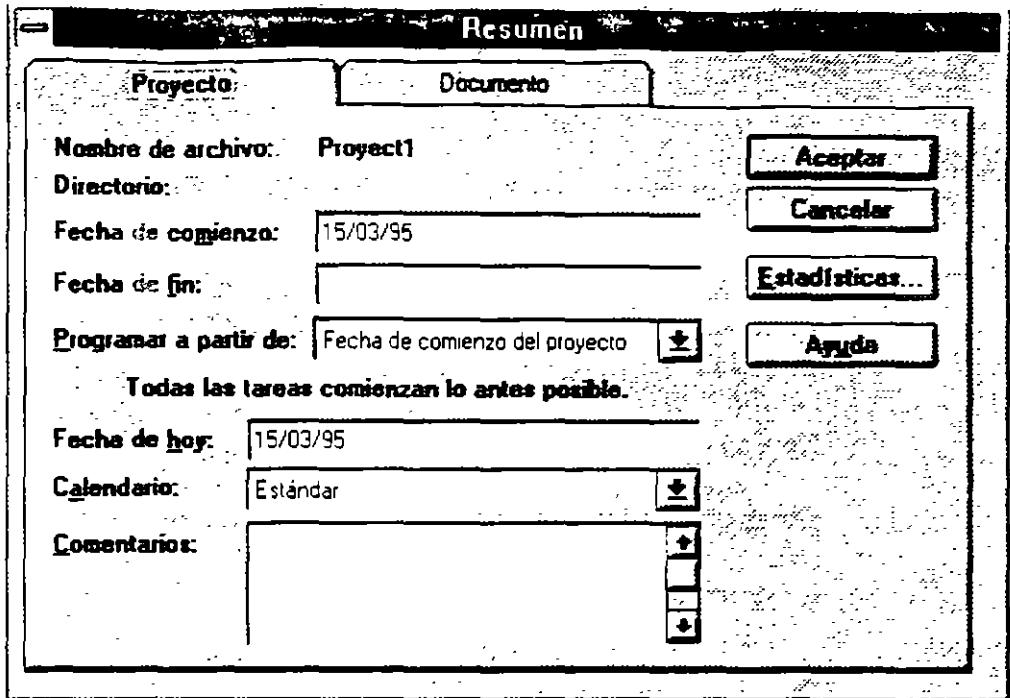 Resumen
Proyecto
Documento
Nombre de archivo: Proyect1
Directorio:
Fecha de comienzo: 15/03/95
Fecha de fin:
Programar a partir de: Fecha de comienzo del proyecto
Todas las tareas comienzan lo antes posible.
Fecha de hoy: 15/03/95
Calendario: Estándar
Comentarios:
Aceptar
Cancelar
Estadísticas...
Ayuda